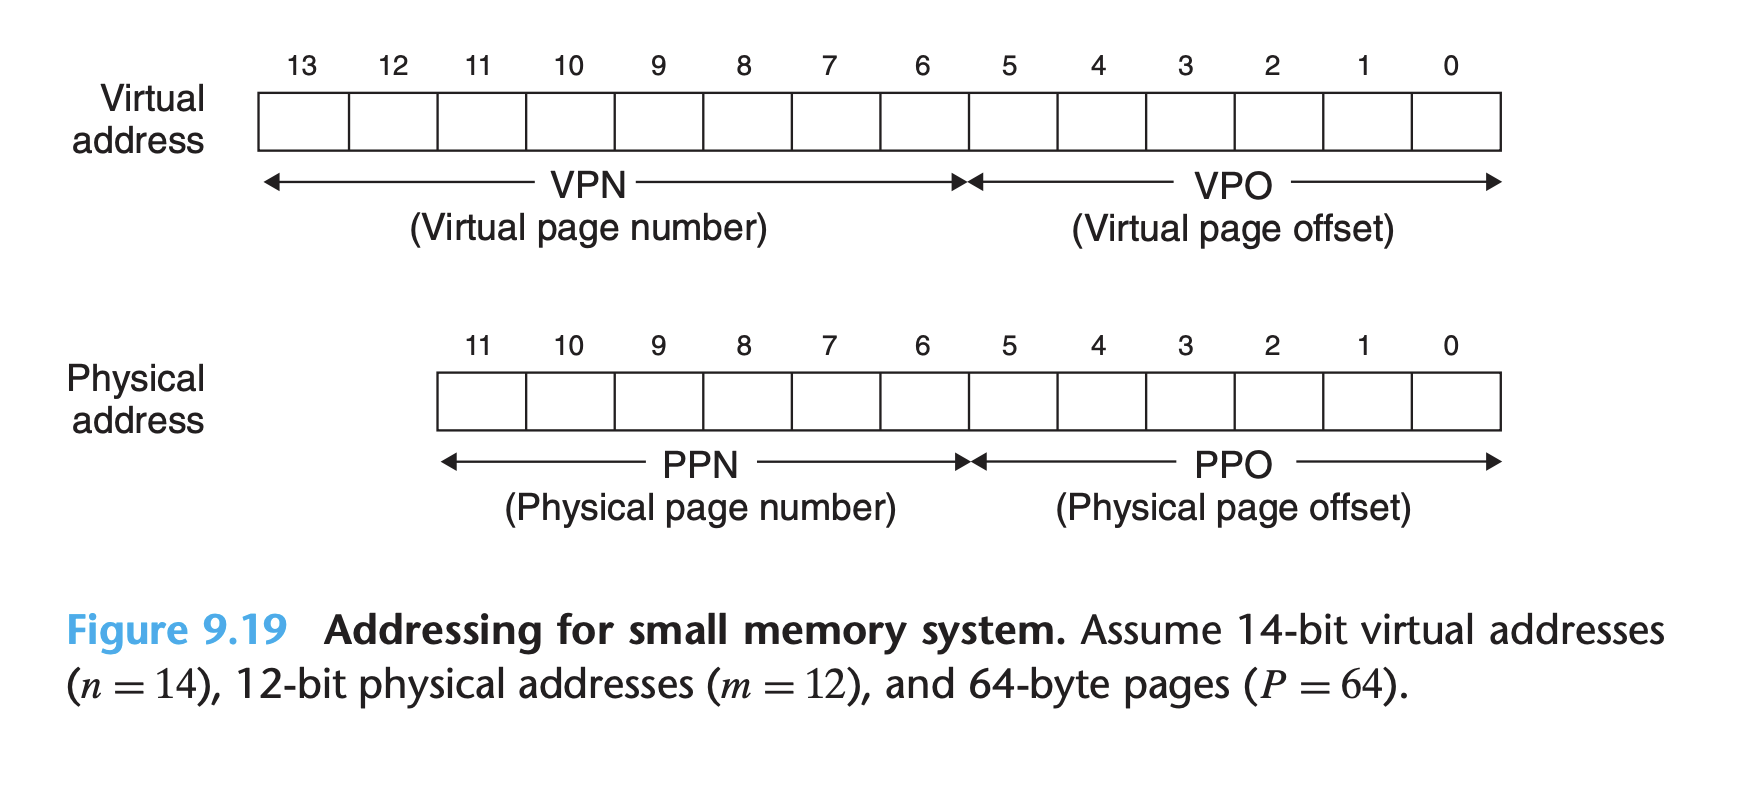 13 12 11 10 9 8 7 6 5 4 3 2 1 0
Virtual
address
VPN VPO
(Virtual page number) (Virtual page offset)
11 10 9 8 7 6 5 4 3 2 1 0
Physical
address
PPN PPO
(Physical page number) (Physical page offset)
Figure 9.19 Addressing for small memory system. Assume 14-bit virtual addresses
(n = 14), 12-bit physical addresses (m = 12), and 64-byte pages (P = 64).